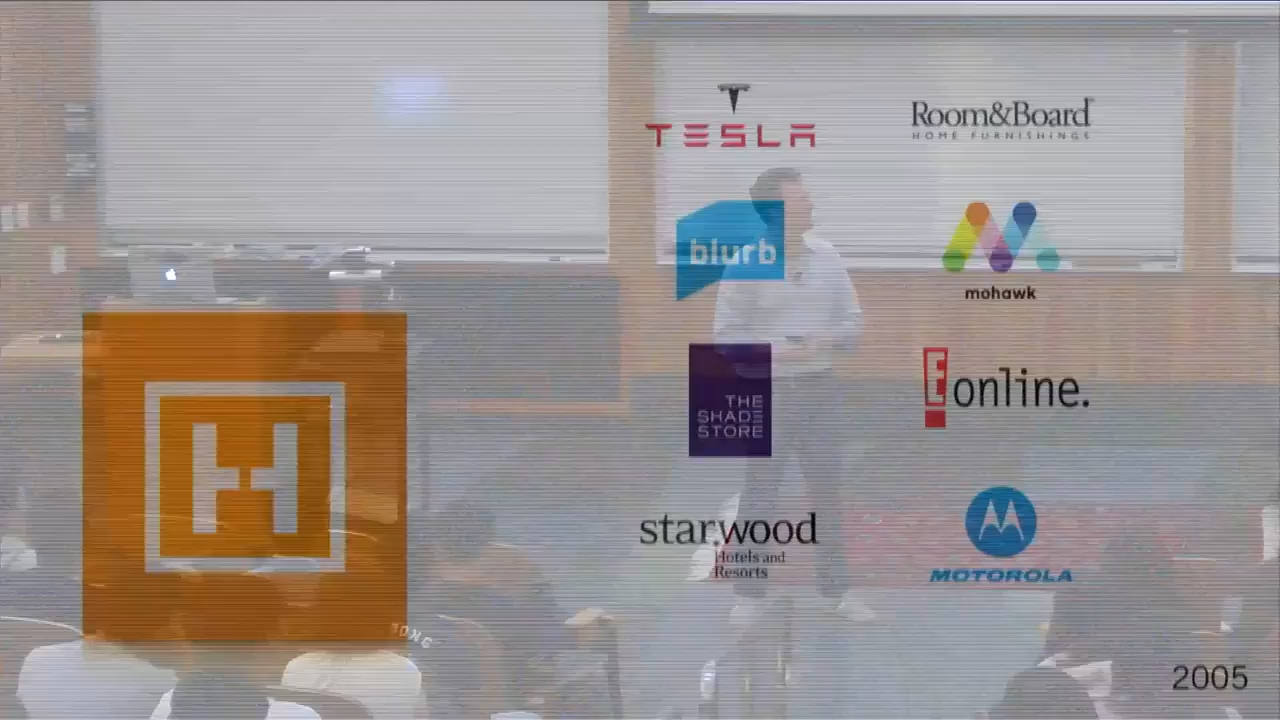 TESLA
Room&Board
HOME FURNISHINGS
blurb
mohawk
THE
SHADE
STORE
E! online.
H
starwood
Hotels and
Resorts
MOTOROLA
2005